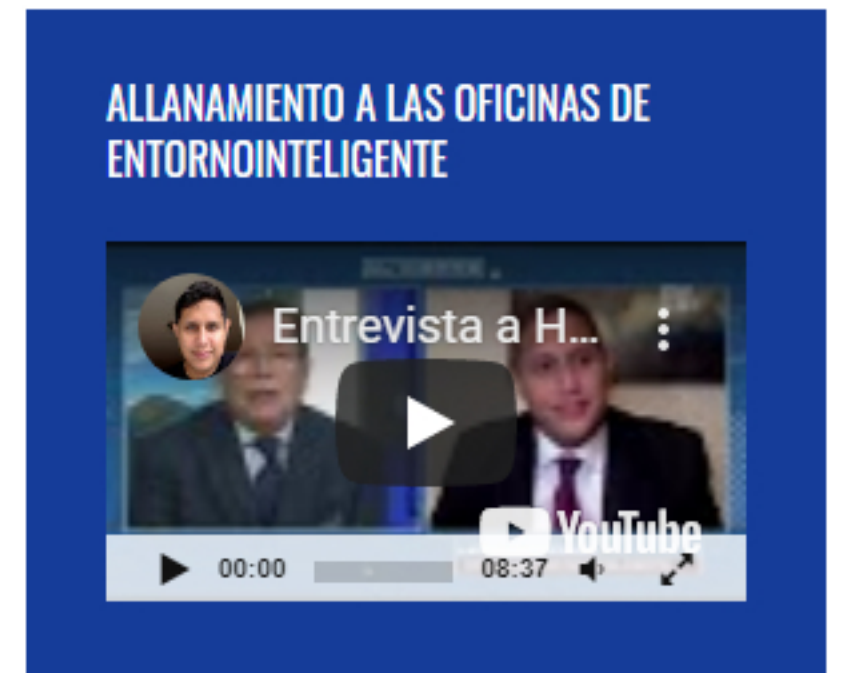 ALLANAMIENTO A LAS OFICINAS DE
ENTORNOINTELIGENTE
Entrevista a H...
YouTube
00:00 08:37